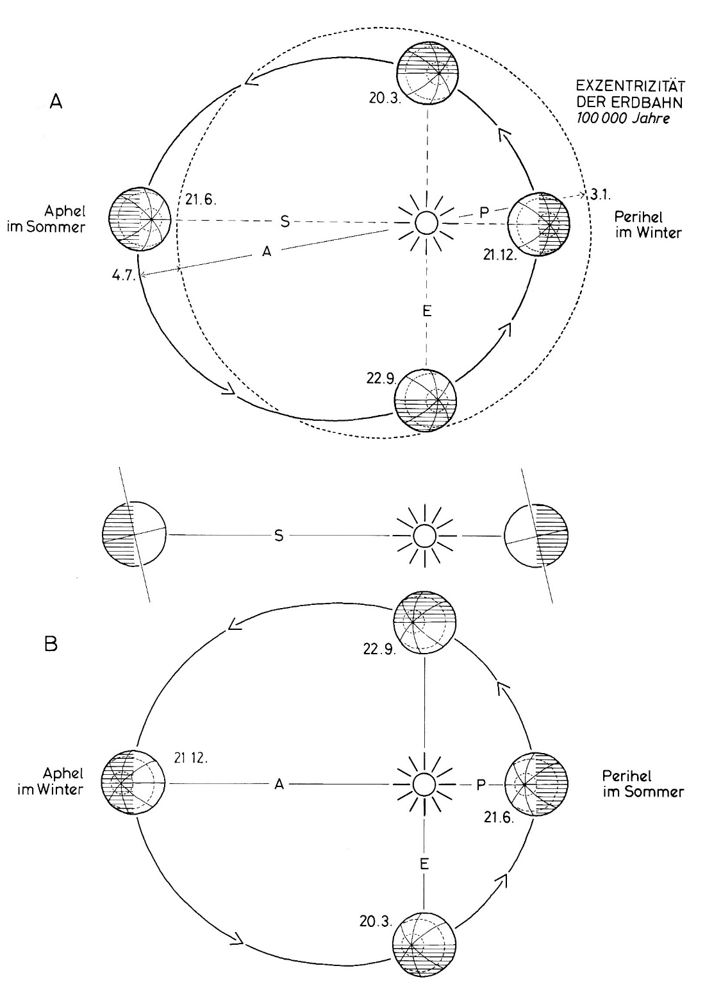 A
EXZENTRIZITÄT
DER ERDBAHN
100 000 Jahre
20.3.
Aphel
im Sommer
21.6.
S
P
3.1.
Perihel
im Winter
21.12.
A
4.7.
E
22.9.
S
B
22.9.
Aphel
im Winter
21 12.
A
P
Perihel
im Sommer
21.6.
E
20.3.